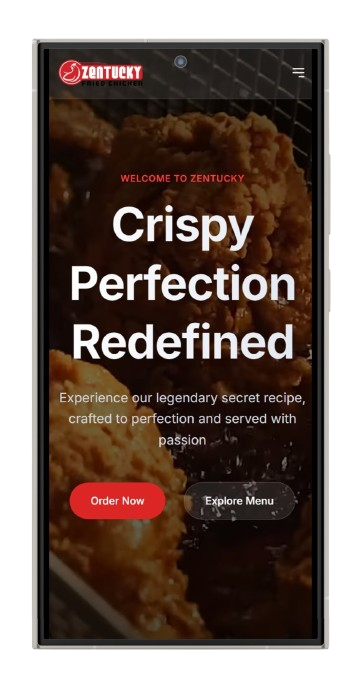 ZENTUCKY
FRIED CHICKEN
WELCOME TO ZENTUCKY
Crispy
Perfection
Redefined
Experience our legendary secret recipe,
crafted to perfection and served with
passion
Order Now
Explore Menu